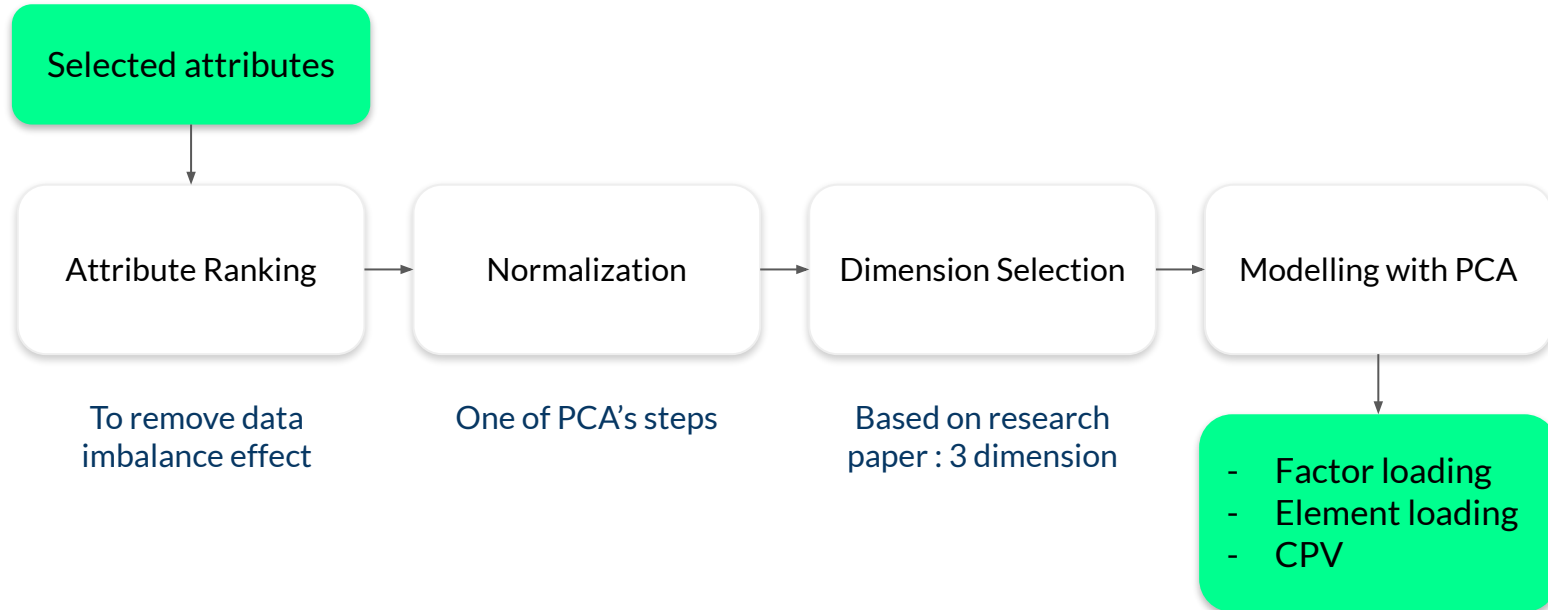 Selected attributes
Attribute Ranking
Normalization
Dimension Selection
Modelling with PCA
To remove data
imbalance effect
One of PCA’s steps
Based on research
paper : 3 dimension
- Factor loading
- Element loading
- CPV